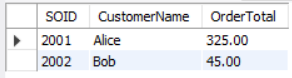 SOID CustomerName OrderTotal
2001 Alice 325.00
2002 Bob 45.00